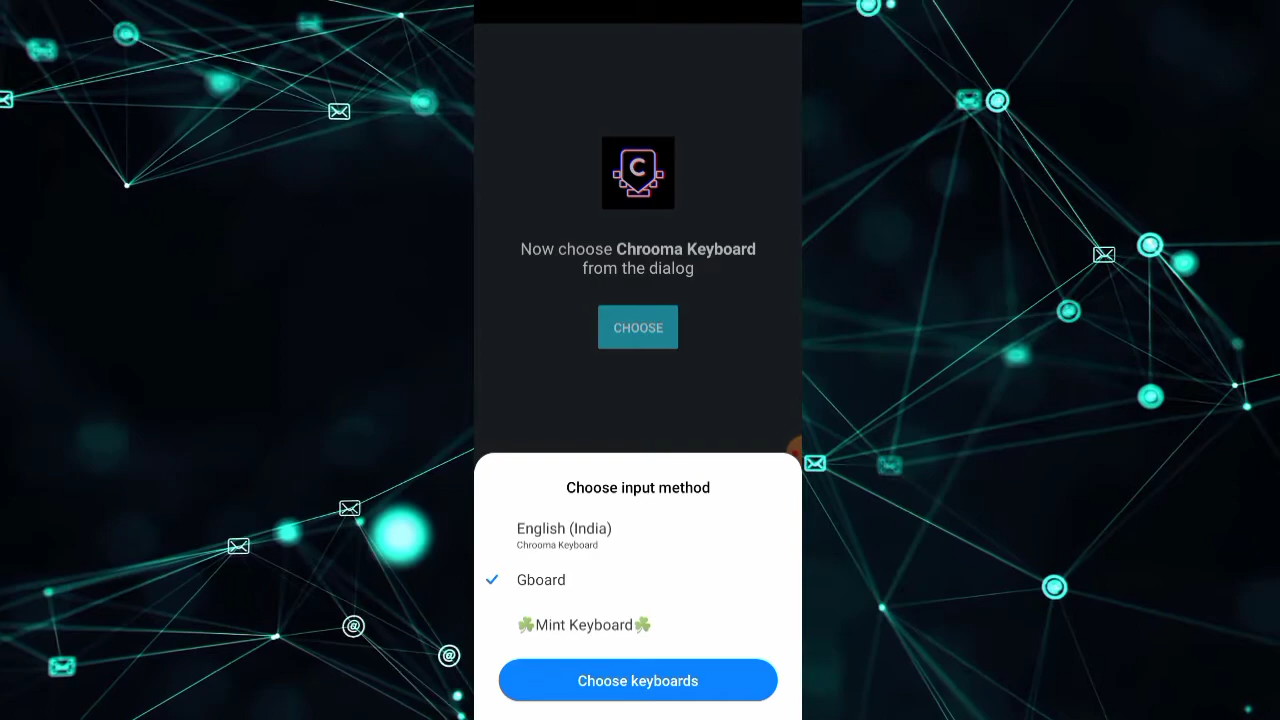 C
Now choose Chrooma Keyboard
from the dialog
CHOOSE
Choose input method
English (India)
Chrooma Keyboard
Gboard
☘️Mint Keyboard☘️
Choose keyboards